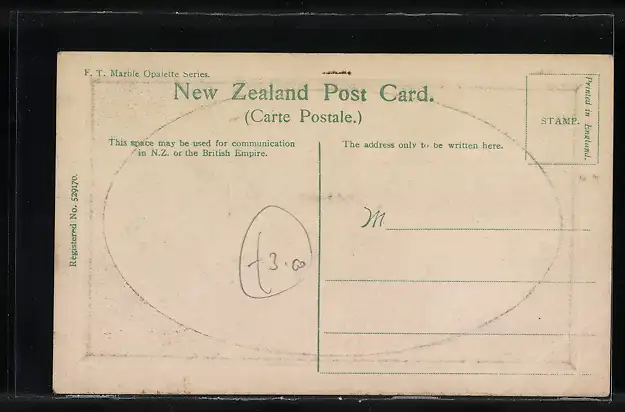 F. T. Marble Opalette Series.
New Zealand Post Card.
(Carte Postale.)
This space may be used for communication
in N.Z. or the British Empire.
The address only to be written here.
STAMP.
Printed in England.
Registered No. 529170.
M
£3.00